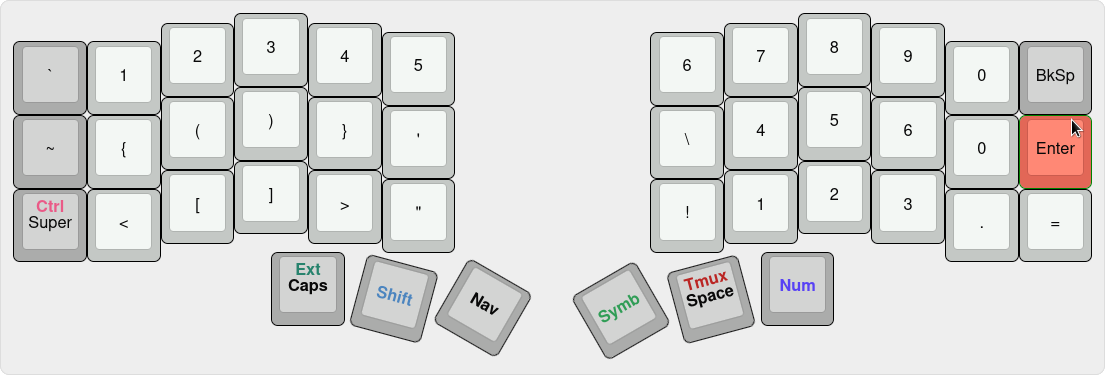 ` 1 2 3 4 5 6 7 8 9 0 BkSp
~ { ( ) } ' \ 4 5 6 0 Enter
Ctrl
Super < [ ] > " ! 1 2 3 . =
Ext
Caps Shift Nav Symb Tmux
Space Num